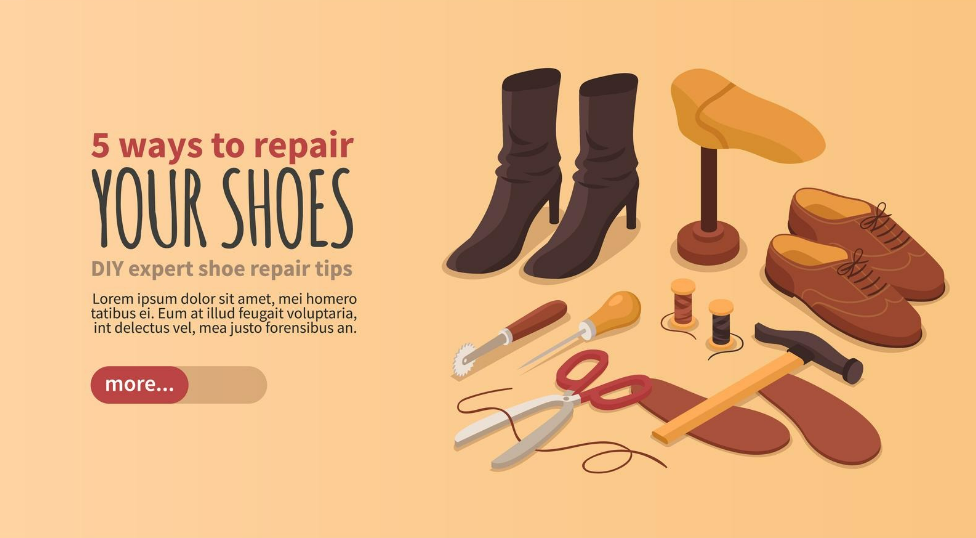 5 ways to repair
YOUR SHOES
DIY expert shoe repair tips
Lorem ipsum dolor sit amet, mei homero
tatibus ei. Eum at illud feugait voluptaria,
int delectus vel, mea justo forensibus an.
more...